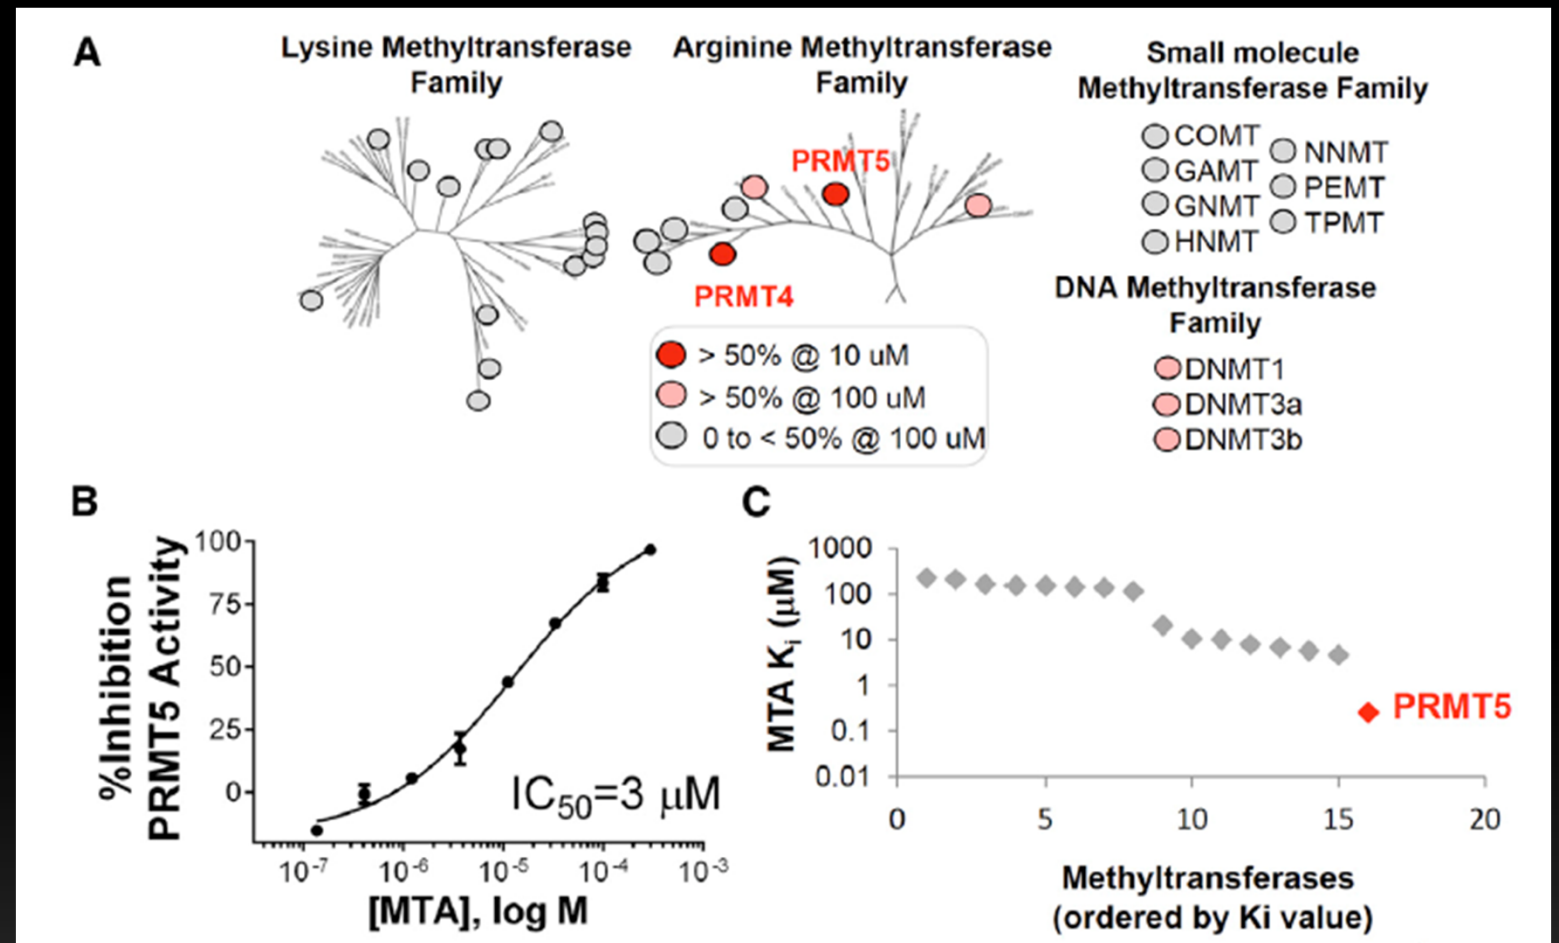 A
Lysine Methyltransferase
Family
Arginine Methyltransferase
Family
Small molecule
Methyltransferase Family
PRMT5
PRMT4
COMT
GAMT
GNMT
HNMT
NNMT
PEMT
TPMT
DNA Methyltransferase
Family
DNMT1
DNMT3a
DNMT3b
> 50% @ 10 uM
> 50% @ 100 uM
0 to < 50% @ 100 uM
B
%Inhibition
PRMT5 Activity
100
75
50
25
0
IC50=3 μM
10-7 10-6 10-5 10-4 10-3
[MTA], log M
C
MTA Ki (μM)
1000
100
10
1
0.1
0.01
PRMT5
0 5 10 15 20
Methyltransferases
(ordered by Ki value)